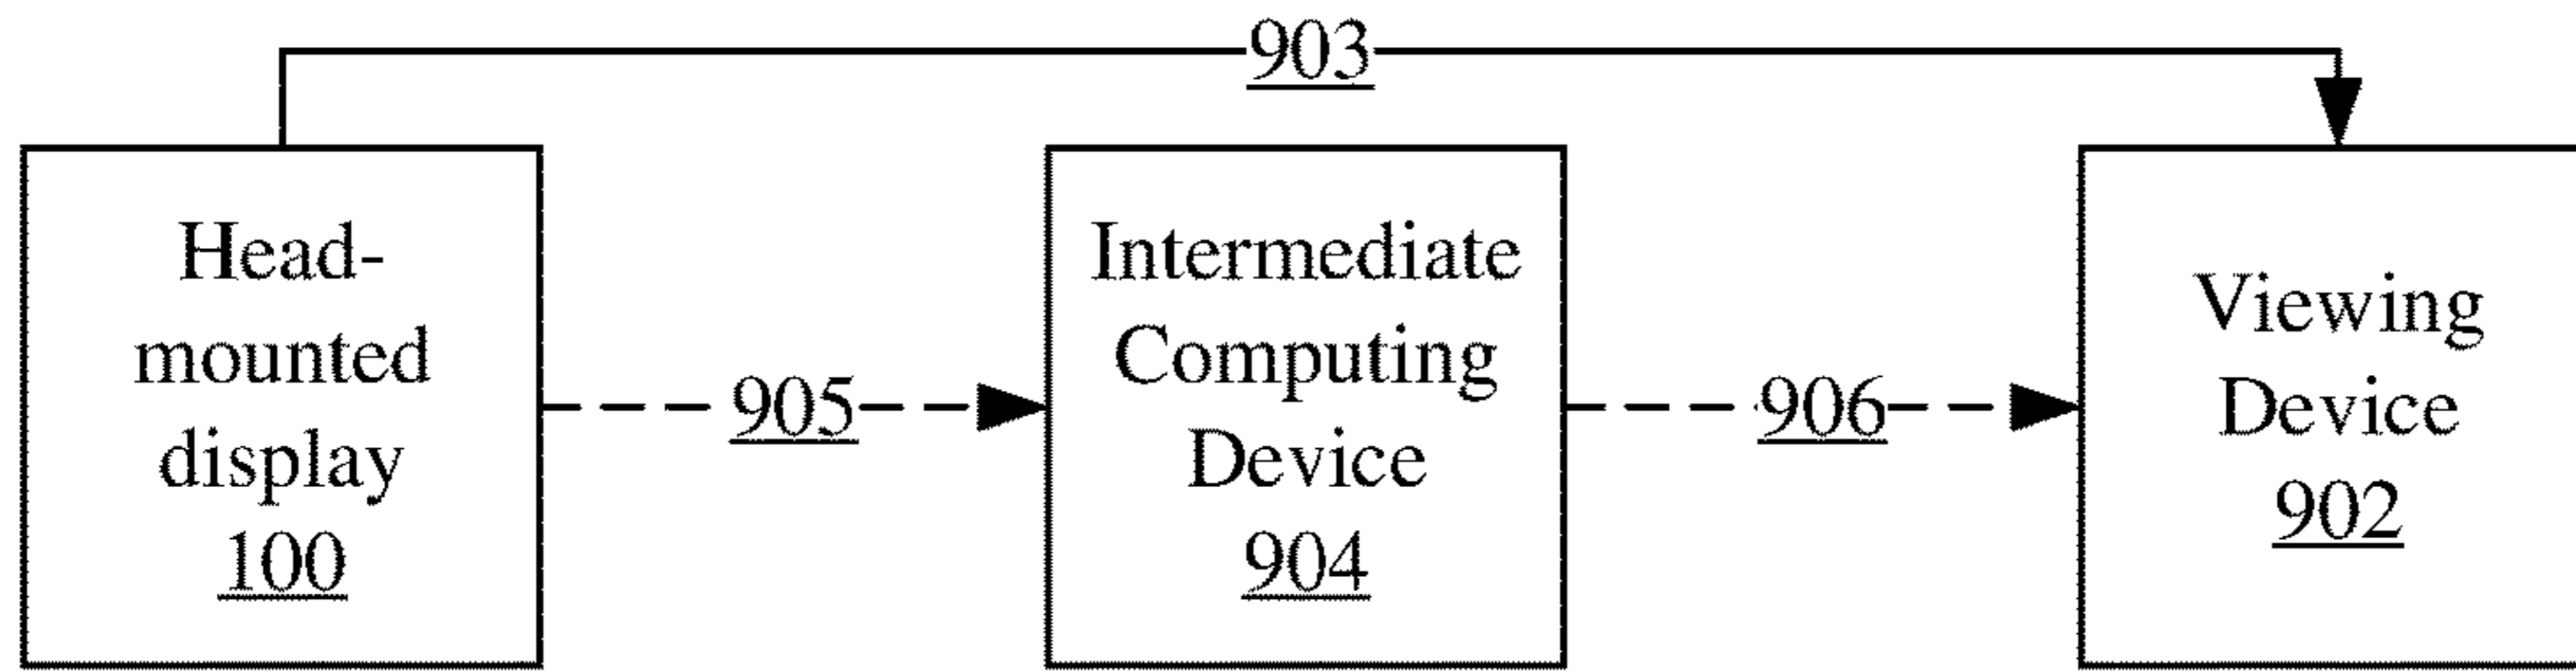 903
Head-
mounted
display
100
905
Intermediate
Computing
Device
904
906
Viewing
Device
902